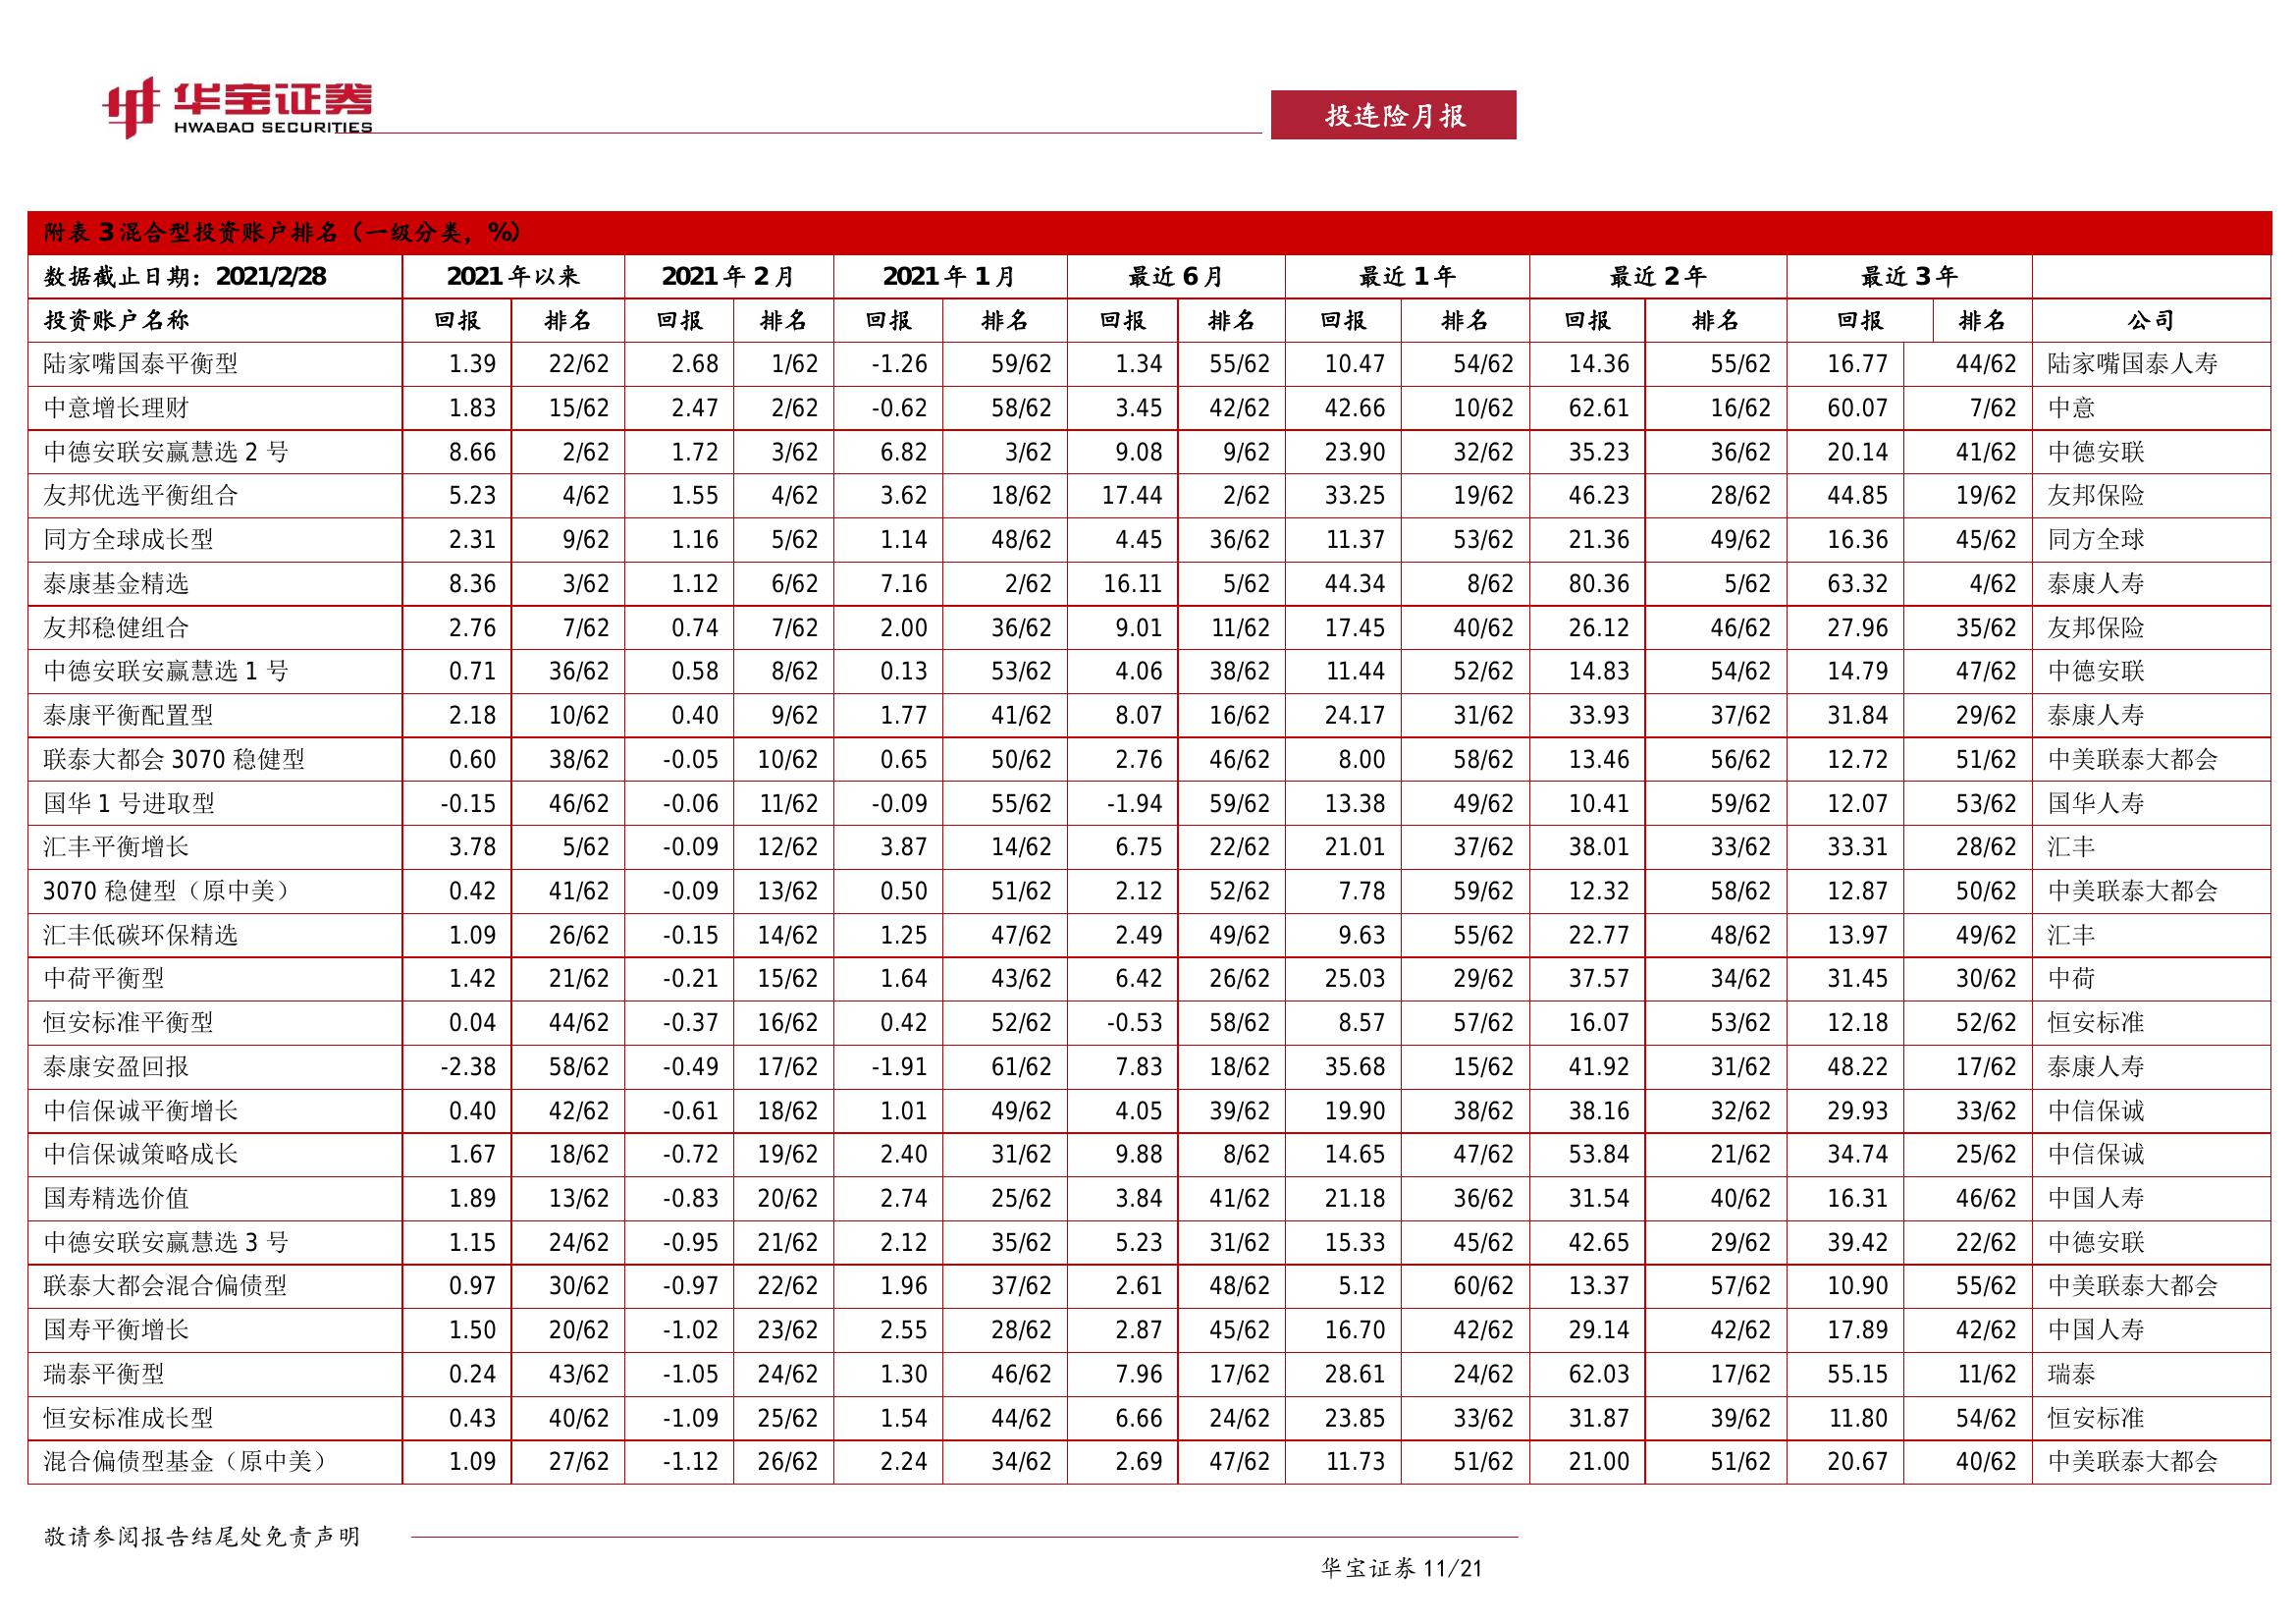 华宝证券
HWABAO SECURITIES
投连险月报
附表 3 混合型投资账户排名（一级分类，%）
数据截止日期：2021/2/28 2021 年以来 2021 年 2 月 2021 年 1 月 最近 6 月 最近 1 年 最近 2 年 最近 3 年
投资账户名称 回报 排名 回报 排名 回报 排名 回报 排名 回报 排名 回报 排名 回报 排名 公司
陆家嘴国泰平衡型 1.39 22/62 2.68 1/62 -1.26 59/62 1.34 55/62 10.47 54/62 14.36 55/62 16.77 44/62 陆家嘴国泰人寿
中意增长理财 1.83 15/62 2.47 2/62 -0.62 58/62 3.45 42/62 42.66 10/62 62.61 16/62 60.07 7/62 中意
中德安联安赢慧选 2 号 8.66 2/62 1.72 3/62 6.82 3/62 9.08 9/62 23.90 32/62 35.23 36/62 20.14 41/62 中德安联
友邦优选平衡组合 5.23 4/62 1.55 4/62 3.62 18/62 17.44 2/62 33.25 19/62 46.23 28/62 44.85 19/62 友邦保险
同方全球成长型 2.31 9/62 1.16 5/62 1.14 48/62 4.45 36/62 11.37 53/62 21.36 49/62 16.36 45/62 同方全球
泰康基金精选 8.36 3/62 1.12 6/62 7.16 2/62 16.11 5/62 44.34 8/62 80.36 5/62 63.32 4/62 泰康人寿
友邦稳健组合 2.76 7/62 0.74 7/62 2.00 36/62 9.01 11/62 17.45 40/62 26.12 46/62 27.96 35/62 友邦保险
中德安联安赢慧选 1 号 0.71 36/62 0.58 8/62 0.13 53/62 4.06 38/62 11.44 52/62 14.83 54/62 14.79 47/62 中德安联
泰康平衡配置型 2.18 10/62 0.40 9/62 1.77 41/62 8.07 16/62 24.17 31/62 33.93 37/62 31.84 29/62 泰康人寿
联泰大都会 3070 稳健型 0.60 38/62 -0.05 10/62 0.65 50/62 2.76 46/62 8.00 58/62 13.46 56/62 12.72 51/62 中美联泰大都会
国华 1 号进取型 -0.15 46/62 -0.06 11/62 -0.09 55/62 -1.94 59/62 13.38 49/62 10.41 59/62 12.07 53/62 国华人寿
汇丰平衡增长 3.78 5/62 -0.09 12/62 3.87 14/62 6.75 22/62 21.01 37/62 38.01 33/62 33.31 28/62 汇丰
3070 稳健型（原中美） 0.42 41/62 -0.09 13/62 0.50 51/62 2.12 52/62 7.78 59/62 12.32 58/62 12.87 50/62 中美联泰大都会
汇丰低碳环保精选 1.09 26/62 -0.15 14/62 1.25 47/62 2.49 49/62 9.63 55/62 22.77 48/62 13.97 49/62 汇丰
中荷平衡型 1.42 21/62 -0.21 15/62 1.64 43/62 6.42 26/62 25.03 29/62 37.57 34/62 31.45 30/62 中荷
恒安标准平衡型 0.04 44/62 -0.37 16/62 0.42 52/62 -0.53 58/62 8.57 57/62 16.07 53/62 12.18 52/62 恒安标准
泰康安盈回报 -2.38 58/62 -0.49 17/62 -1.91 61/62 7.83 18/62 35.68 15/62 41.92 31/62 48.22 17/62 泰康人寿
中信保诚平衡增长 0.40 42/62 -0.61 18/62 1.01 49/62 4.05 39/62 19.90 38/62 38.16 32/62 29.93 33/62 中信保诚
中信保诚策略成长 1.67 18/62 -0.72 19/62 2.40 31/62 9.88 8/62 14.65 47/62 53.84 21/62 34.74 25/62 中信保诚
国寿精选价值 1.89 13/62 -0.83 20/62 2.74 25/62 3.84 41/62 21.18 36/62 31.54 40/62 16.31 46/62 中国人寿
中德安联安赢慧选 3 号 1.15 24/62 -0.95 21/62 2.12 35/62 5.23 31/62 15.33 45/62 42.65 29/62 39.42 22/62 中德安联
联泰大都会混合偏债型 0.97 30/62 -0.97 22/62 1.96 37/62 2.61 48/62 5.12 60/62 13.37 57/62 10.90 55/62 中美联泰大都会
国寿平衡增长 1.50 20/62 -1.02 23/62 2.55 28/62 2.87 45/62 16.70 42/62 29.14 42/62 17.89 42/62 中国人寿
瑞泰平衡型 0.24 43/62 -1.05 24/62 1.30 46/62 7.96 17/62 28.61 24/62 62.03 17/62 55.15 11/62 瑞泰
恒安标准成长型 0.43 40/62 -1.09 25/62 1.54 44/62 6.66 24/62 23.85 33/62 31.87 39/62 11.80 54/62 恒安标准
混合偏债型基金（原中美） 1.09 27/62 -1.12 26/62 2.24 34/62 2.69 47/62 11.73 51/62 21.00 51/62 20.67 40/62 中美联泰大都会
敬请参阅报告结尾处免责声明
华宝证券 11/21